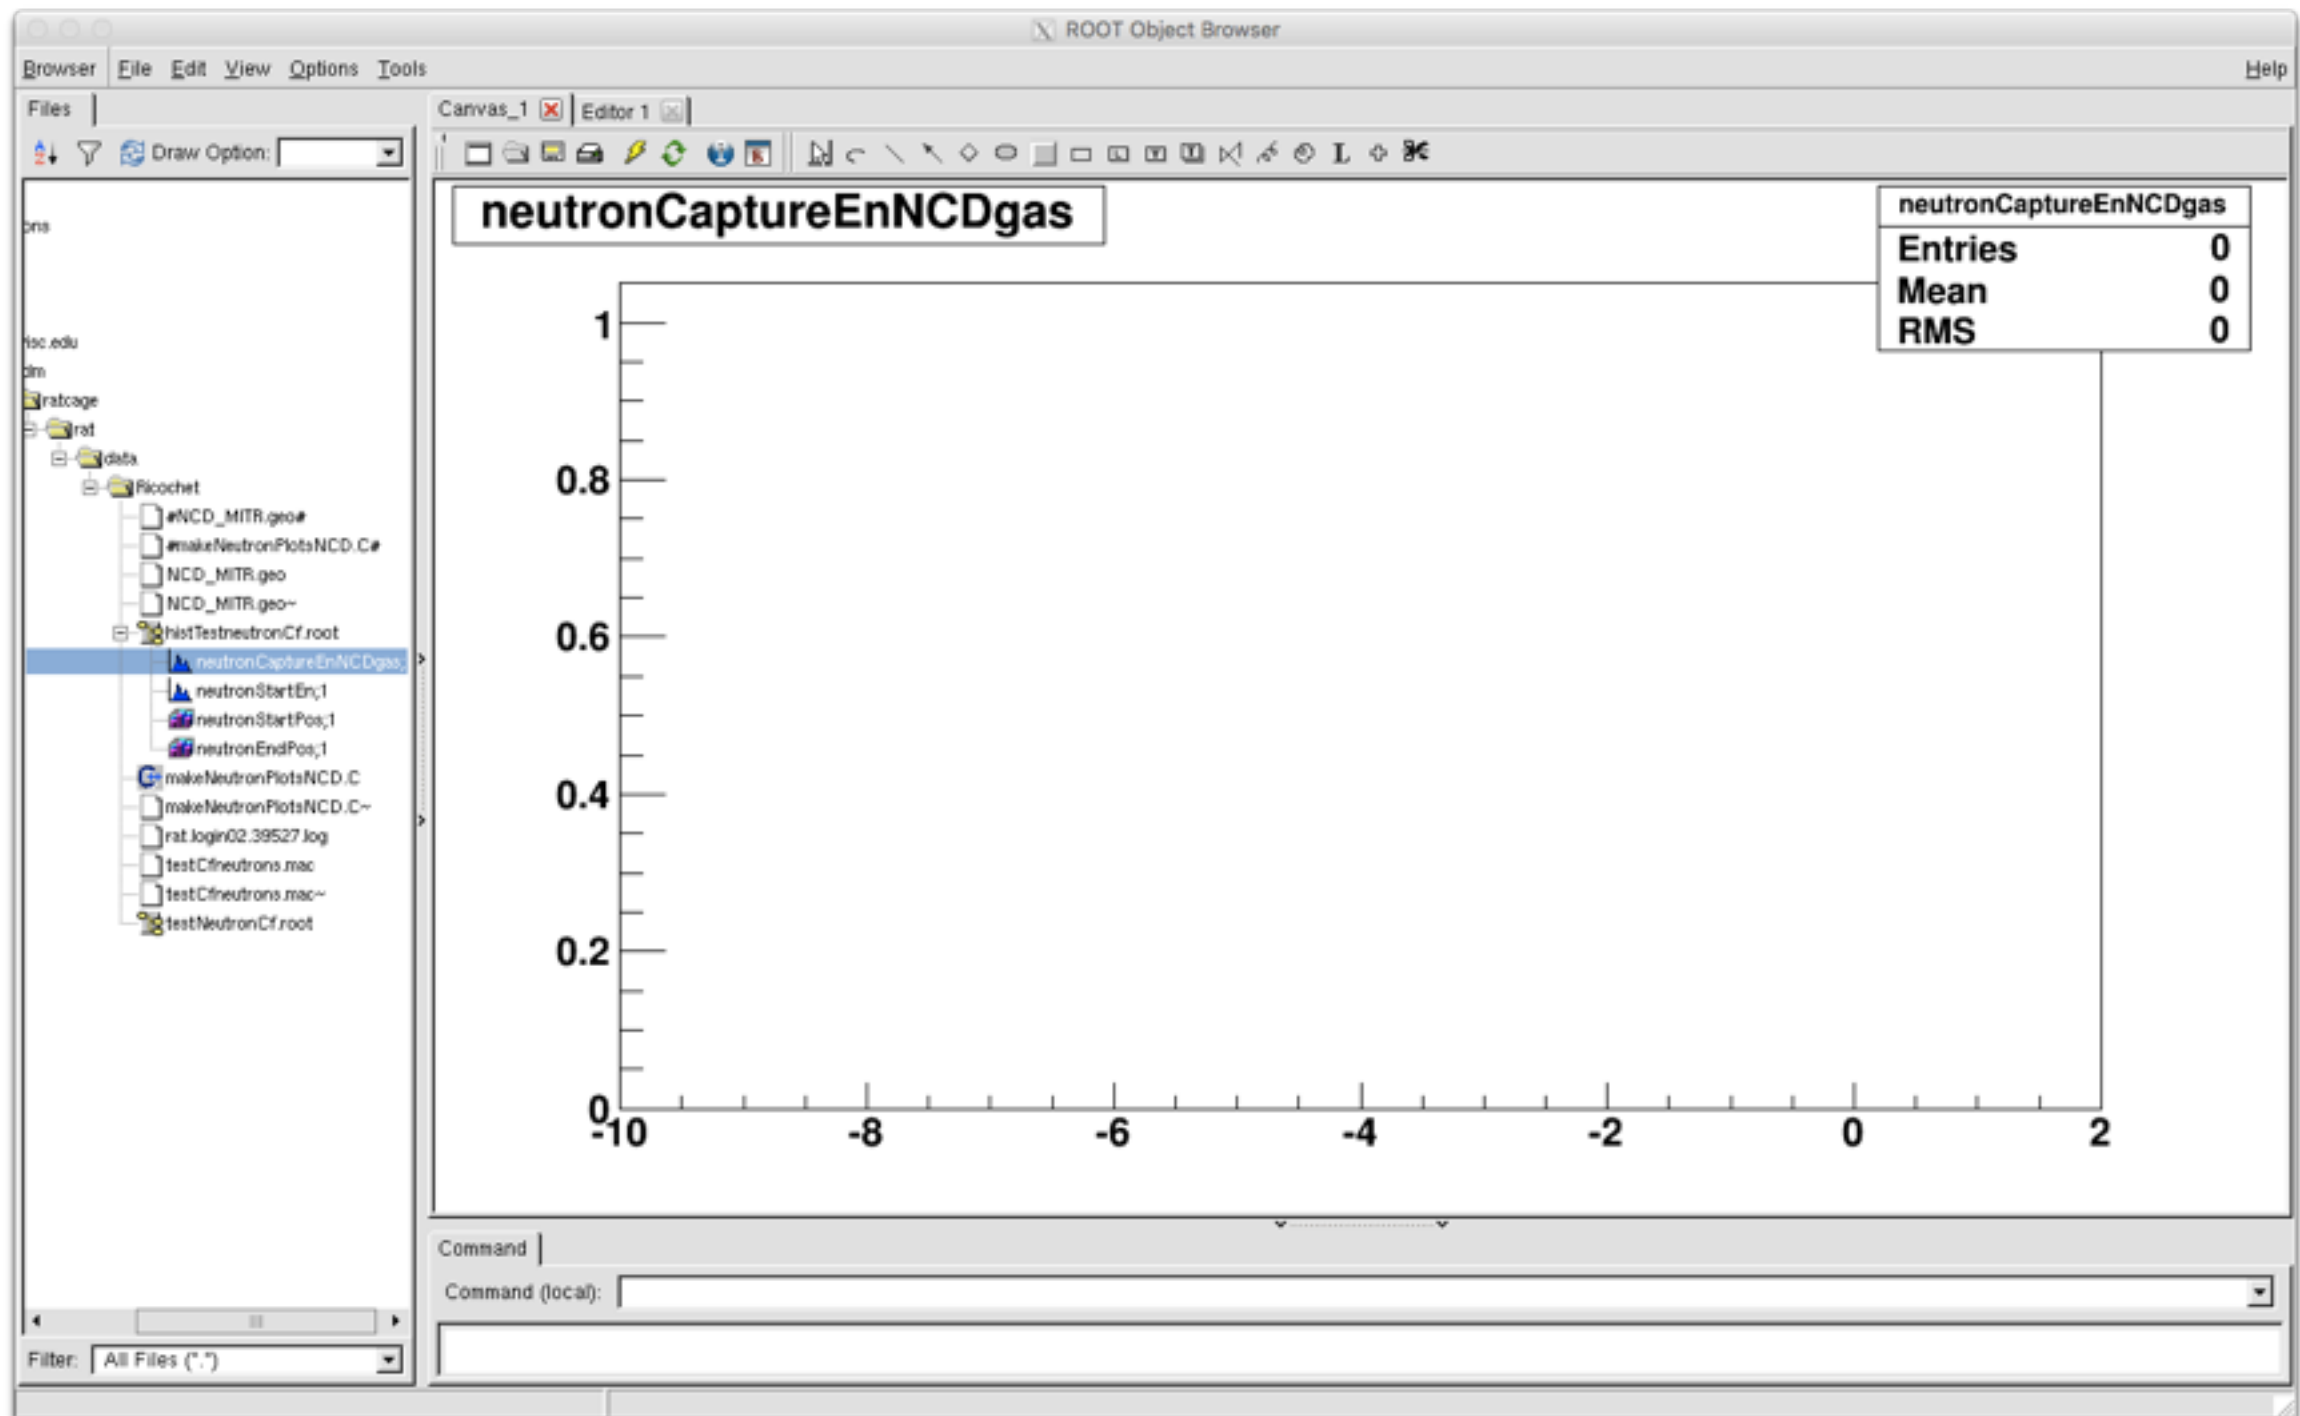 ROOT Object Browser
Browser File Edit View Options Tools Help
Files
Canvas_1 Editor 1
Draw Option:
ons
isc.edu
dm
ratcage
rat
data
Ricochet
#NCD_MITR.geo#
#makeNeutronPlotsNCD.C#
NCD_MITR.geo
NCD_MITR.geo~
histTestneutronCf.root
neutronCaptureEnNCDgas;
neutronStartEn;1
neutronStartPos;1
neutronEndPos;1
makeNeutronPlotsNCD.C
makeNeutronPlotsNCD.C~
rat.login02.39527.log
testCfneutrons.mac
testCfneutrons.mac~
testNeutronCf.root
Filter: All Files (*.*)
neutronCaptureEnNCDgas
neutronCaptureEnNCDgas
Entries 0
Mean 0
RMS 0
1
0.8
0.6
0.4
0.2
0
-10 -8 -6 -4 -2 0 2
Command
Command (local):